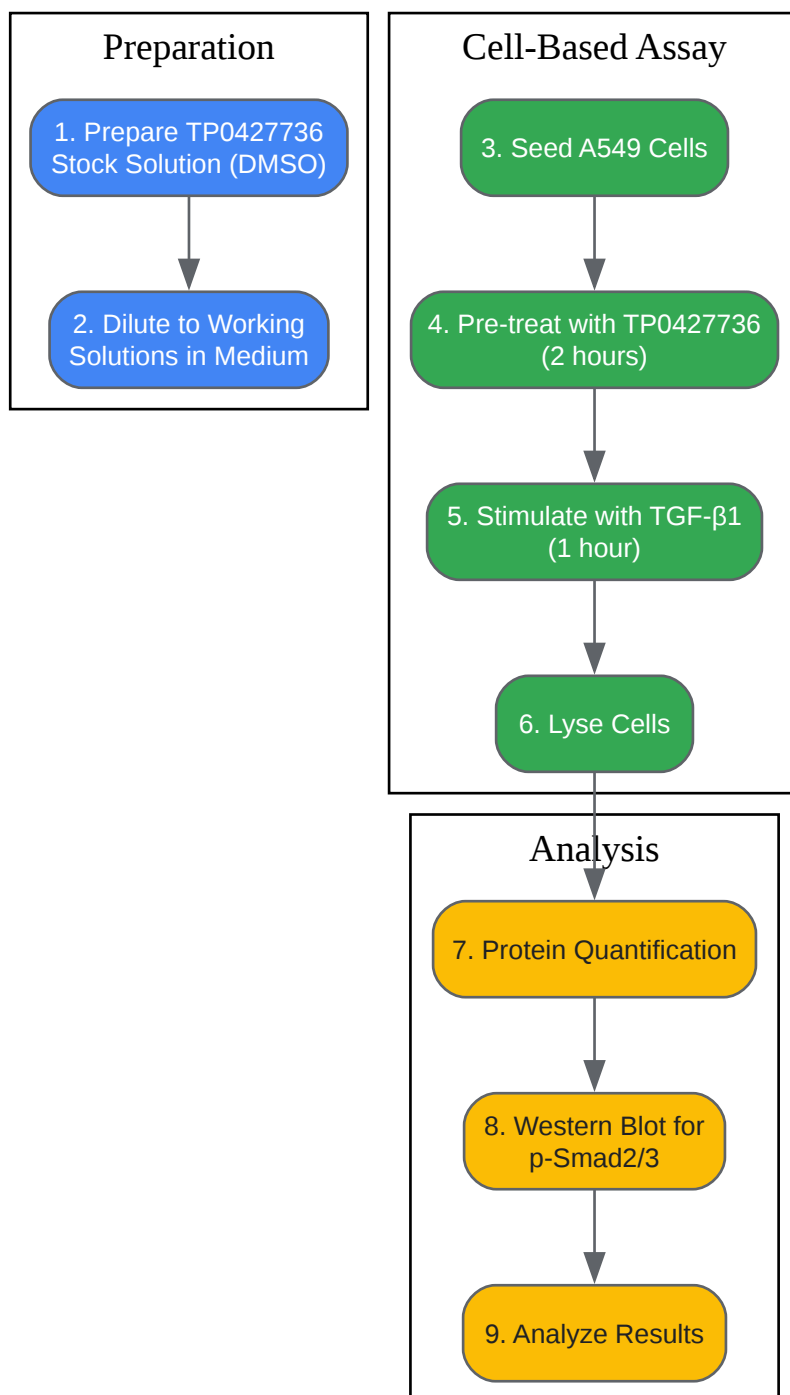 Preparation
1. Prepare TP0427736
Stock Solution (DMSO)
2. Dilute to Working
Solutions in Medium
Cell-Based Assay
3. Seed A549 Cells
4. Pre-treat with TP0427736
(2 hours)
5. Stimulate with TGF-β1
(1 hour)
6. Lyse Cells
Analysis
7. Protein Quantification
8. Western Blot for
p-Smad2/3
9. Analyze Results